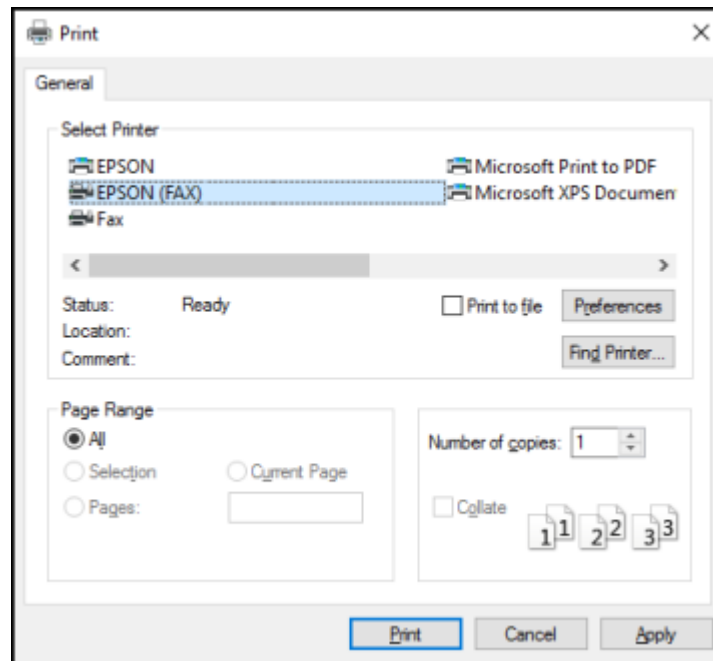 Print
General
Select Printer
EPSON
Microsoft Print to PDF
EPSON (FAX)
Microsoft XPS Documen
Fax
Status: Ready
Print to file
Preferences
Location:
Comment:
Find Printer...
Page Range
All
Selection
Current Page
Pages:
Number of copies: 1
Collate
1 1 2 2 3 3
Print
Cancel
Apply